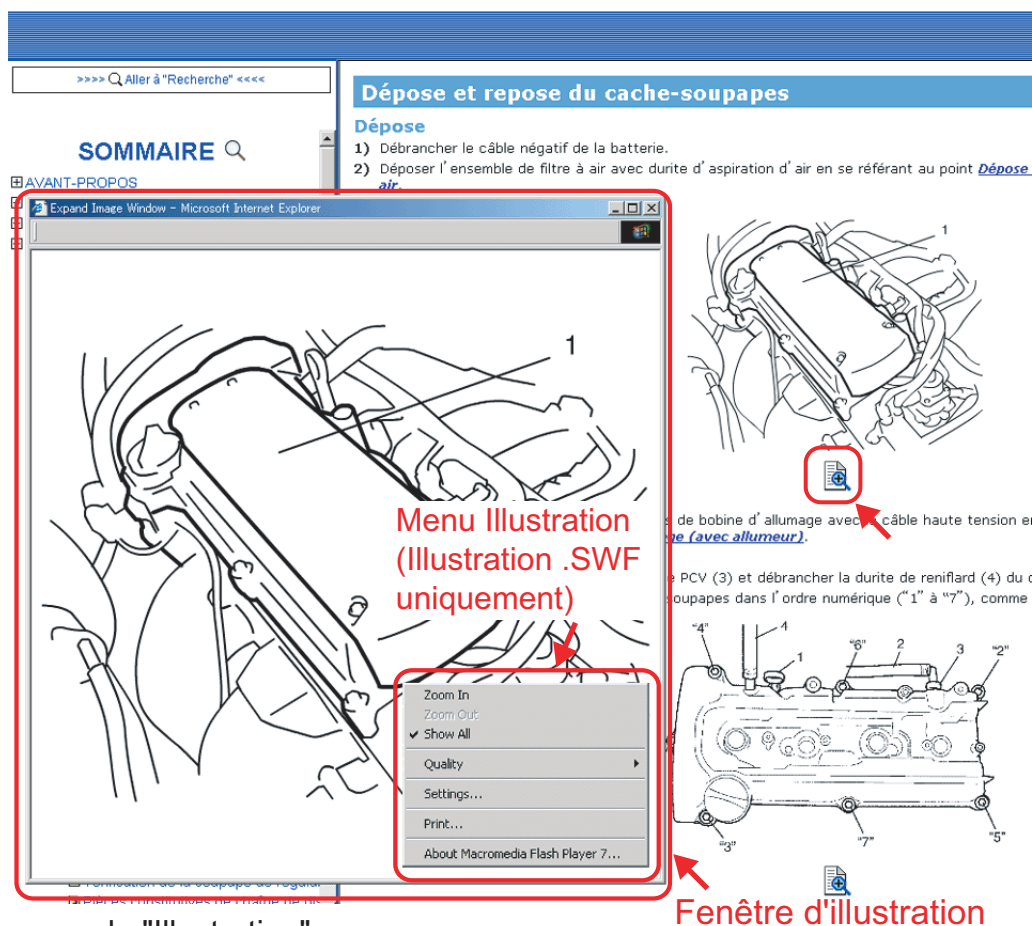 >>>> Aller à "Recherche" <<<<
SOMMAIRE
AVANT-PROPOS
Dépose et repose du cache-soupapes
Dépose
1) Débrancher le câble négatif de la batterie.
2) Déposer l'ensemble de filtre à air avec durite d'aspiration d'air en se référant au point Dépose
air.
Expand Image Window - Microsoft Internet Explorer
1
1
Menu Illustration
(Illustration .SWF
uniquement)
Zoom In
Zoom Out
Show All
Quality
Settings...
Print...
About Macromedia Flash Player 7...
de bobine d'allumage avec câble haute tension
(avec allumeur).
PCV (3) et débrancher la durite de reniflard (4) du
soupapes dans l'ordre numérique ("1" à "7"), comme
"4"
4
1
"6"
2
3
"2"
"3"
"7"
"5"
Fenêtre d'illustration